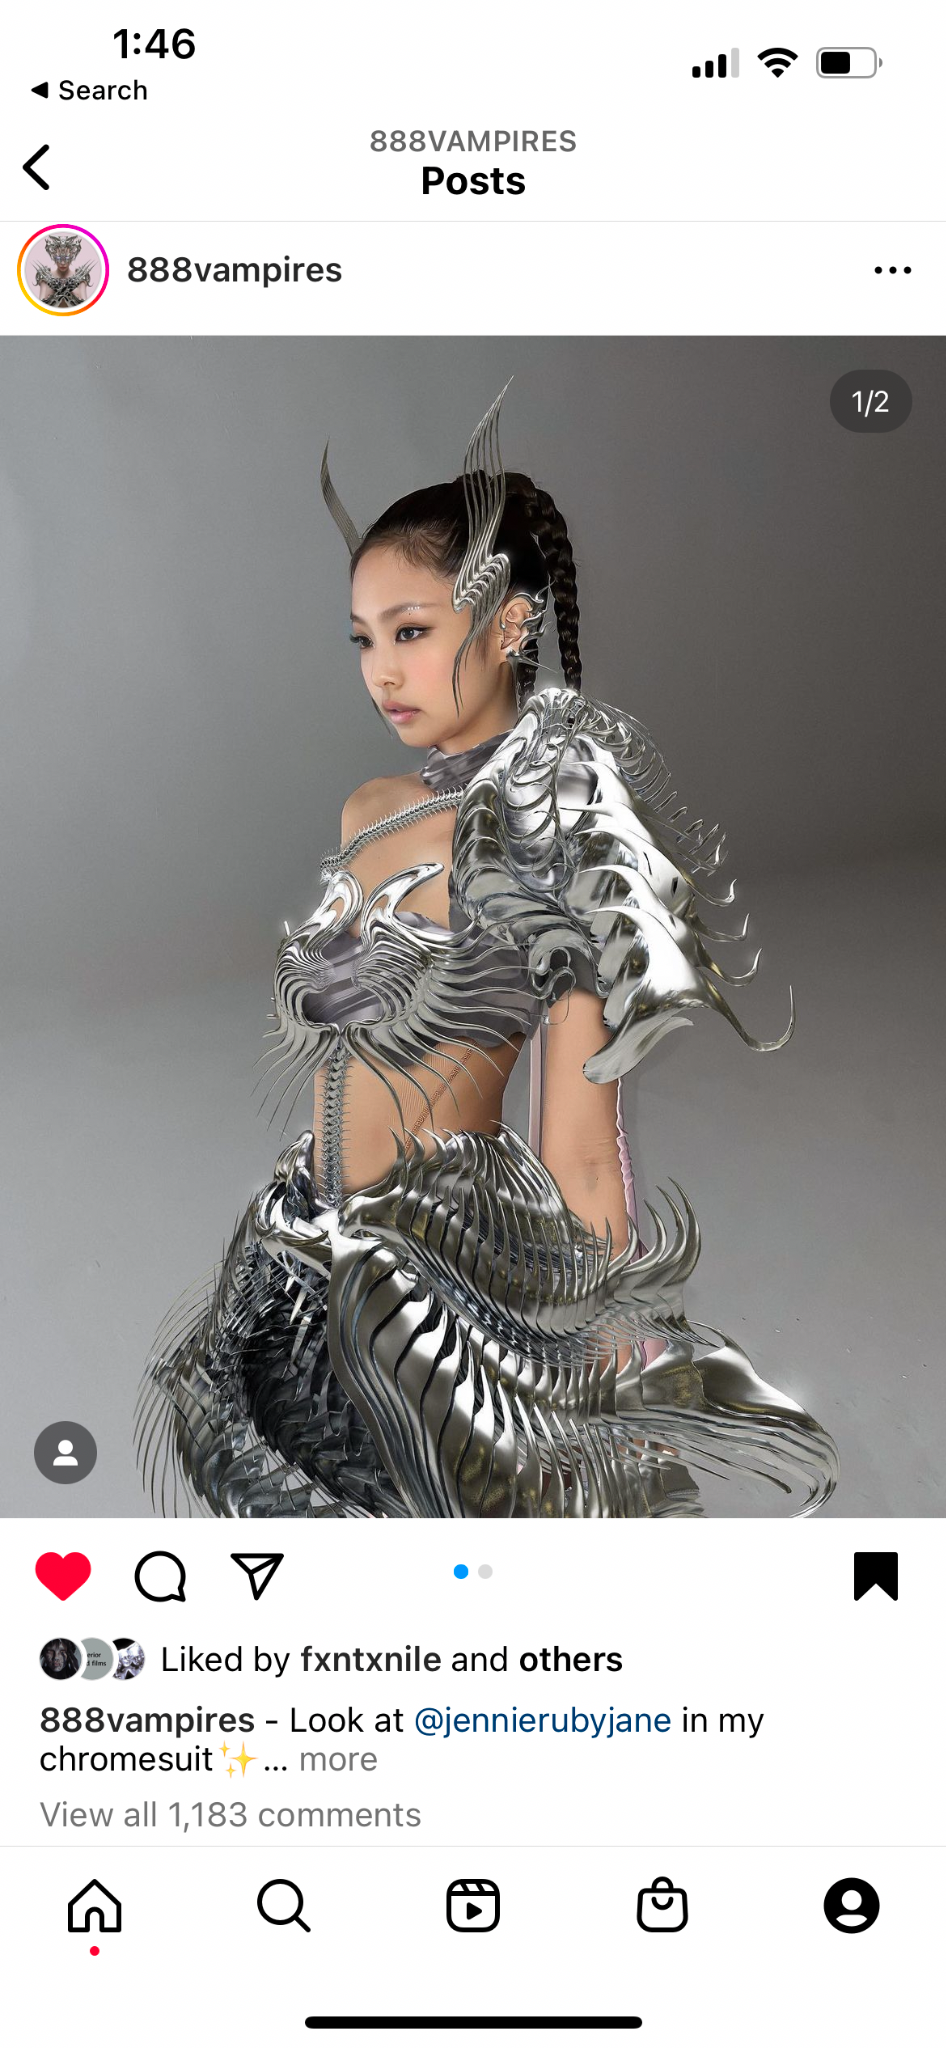 1:46
Search
888VAMPIRES
Posts
888vampires
1/2
Liked by fxntxnile and others
888vampires - Look at @jennierubyjane in my
chromesuit✨... more
View all 1,183 comments